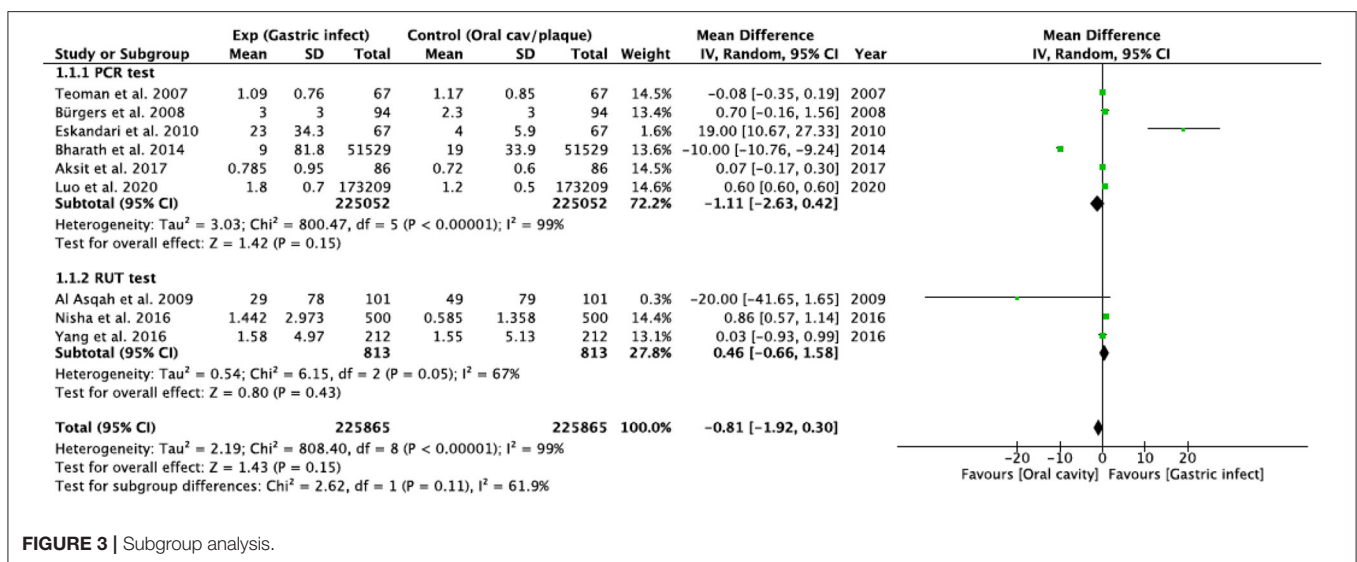 Exp (Gastric infect) Control (Oral cav/plaque) Mean Difference Mean Difference
Study or Subgroup Mean SD Total Mean SD Total Weight IV, Random, 95% CI Year IV, Random, 95% CI
1.1.1 PCR test
Teoman et al. 2007 1.09 0.76 67 1.17 0.85 67 14.5% -0.08 [-0.35, 0.19] 2007
Bürgers et al. 2008 3 3 94 2.3 3 94 13.4% 0.70 [-0.16, 1.56] 2008
Eskandari et al. 2010 23 34.3 67 4 5.9 67 1.6% 19.00 [10.67, 27.33] 2010
Bharath et al. 2014 9 81.8 51529 19 33.9 51529 13.6% -10.00 [-10.76, -9.24] 2014
Aksit et al. 2017 0.785 0.95 86 0.72 0.6 86 14.5% 0.07 [-0.17, 0.30] 2017
Luo et al. 2020 1.8 0.7 173209 1.2 0.5 173209 14.6% 0.60 [0.60, 0.60] 2020
Subtotal (95% CI) 225052 225052 72.2% -1.11 [-2.63, 0.42]
Heterogeneity: Tau² = 3.03; Chi² = 800.47, df = 5 (P < 0.00001); I² = 99%
Test for overall effect: Z = 1.42 (P = 0.15)
1.1.2 RUT test
Al Asqah et al. 2009 29 78 101 49 79 101 0.3% -20.00 [-41.65, 1.65] 2009
Nisha et al. 2016 1.442 2.973 500 0.585 1.358 500 14.4% 0.86 [0.57, 1.14] 2016
Yang et al. 2016 1.58 4.97 212 1.55 5.13 212 13.1% 0.03 [-0.93, 0.99] 2016
Subtotal (95% CI) 813 813 27.8% 0.46 [-0.66, 1.58]
Heterogeneity: Tau² = 0.54; Chi² = 6.15, df = 2 (P = 0.05); I² = 67%
Test for overall effect: Z = 0.80 (P = 0.43)
Total (95% CI) 225865 225865 100.0% -0.81 [-1.92, 0.30]
Heterogeneity: Tau² = 2.19; Chi² = 808.40, df = 8 (P < 0.00001); I² = 99%
Test for overall effect: Z = 1.43 (P = 0.15)
Test for subgroup differences: Chi² = 2.62, df = 1 (P = 0.11), I² = 61.9%
-20 -10 0 10 20
Favours [Oral cavity] Favours [Gastric infect]
FIGURE 3 | Subgroup analysis.